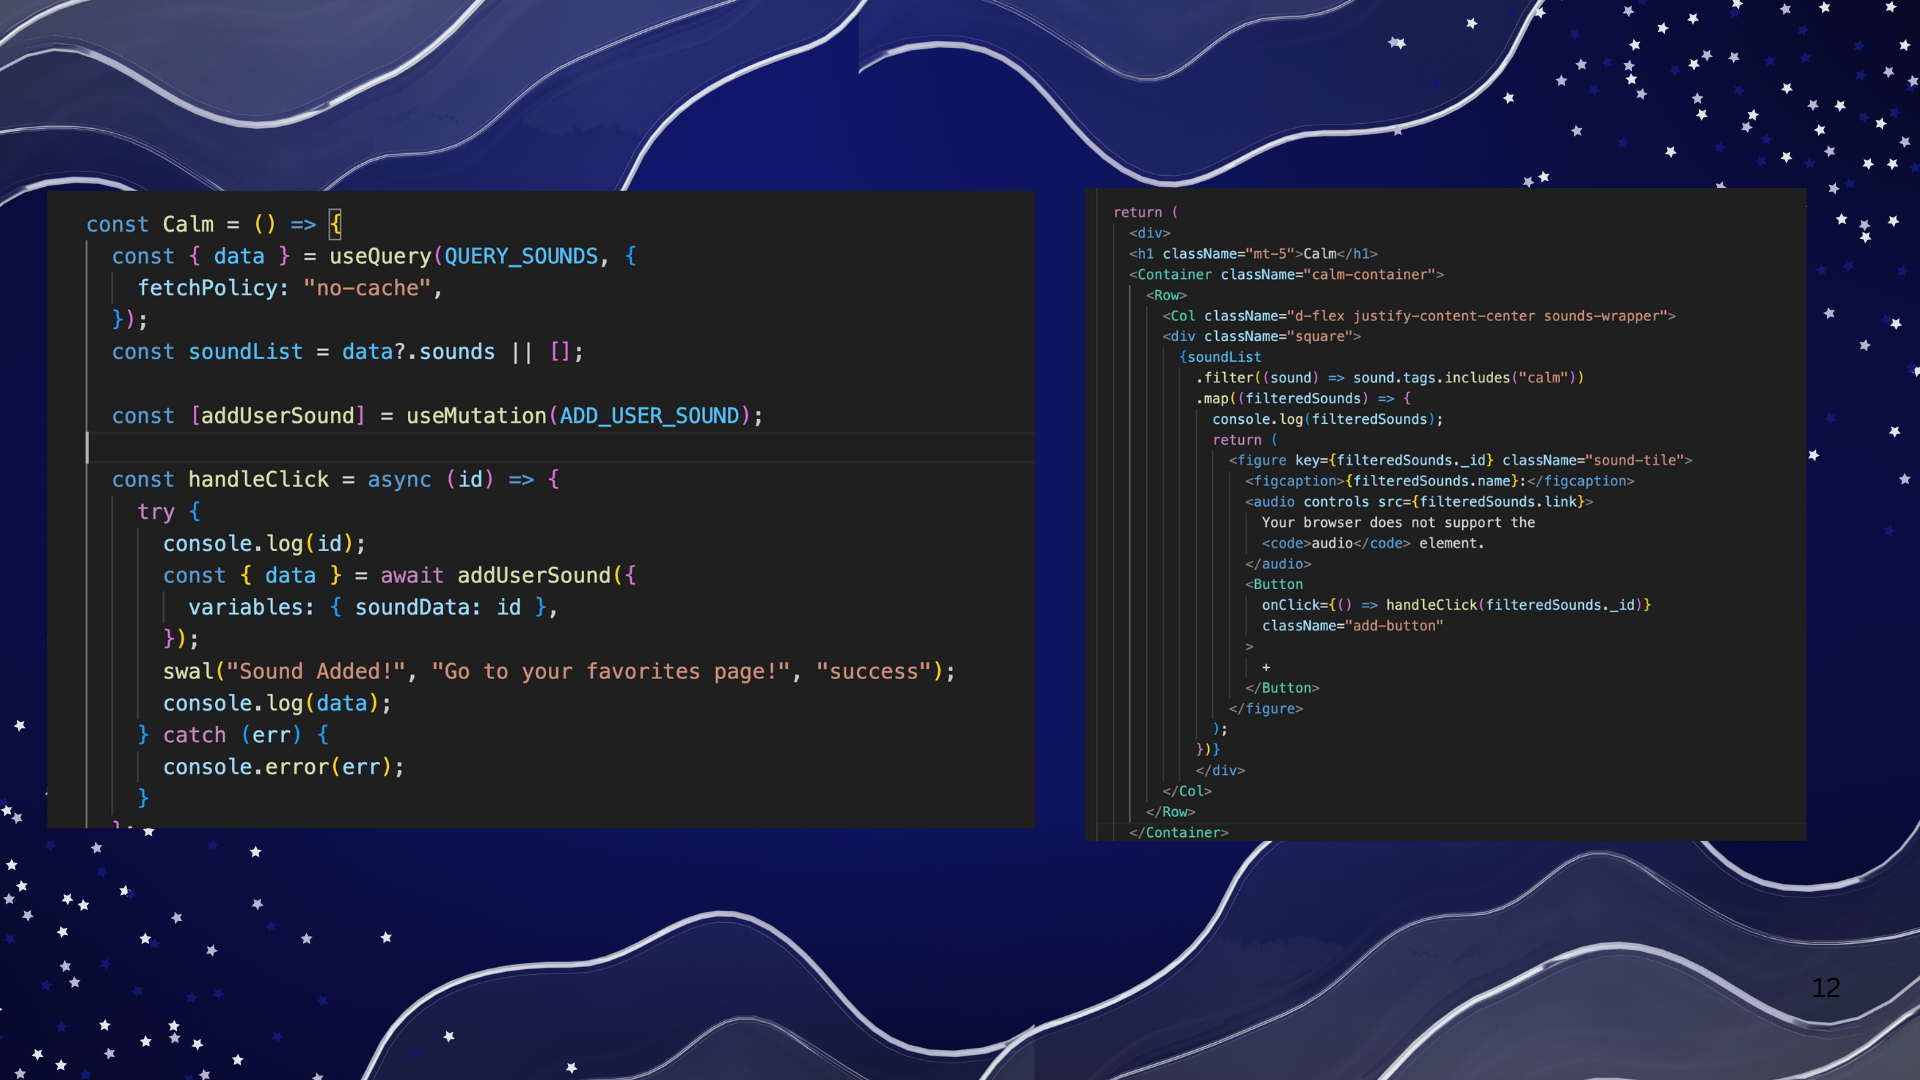 const Calm = () => {
const { data } = useQuery(QUERY_SOUNDS, {
fetchPolicy: "no-cache",
});
const soundList = data?.sounds || [];
const [addUserSound] = useMutation(ADD_USER_SOUND);
const handleClick = async (id) => {
try {
console.log(id);
const { data } = await addUserSound({
variables: { soundData: id },
});
swal("Sound Added!", "Go to your favorites page!", "success");
console.log(data);
} catch (err) {
console.error(err);
}
};
return (
<div>
<h1 className="mt-5">Calm</h1>
<Container className="calm-container">
<Row>
<Col className="d-flex justify-content-center sounds-wrapper">
<div className="square">
{soundList
.filter((sound) => sound.tags.includes("calm"))
.map((filteredSounds) => {
console.log(filteredSounds);
return (
<figure key={filteredSounds._id} className="sound-tile">
<figcaption>{filteredSounds.name}:</figcaption>
<audio controls src={filteredSounds.link}>
Your browser does not support the
<code>audio</code> element.
</audio>
<Button
onClick={() => handleClick(filteredSounds._id)}
className="add-button"
>
+
</Button>
</figure>
);
})}
</div>
</Col>
</Row>
</Container>
12